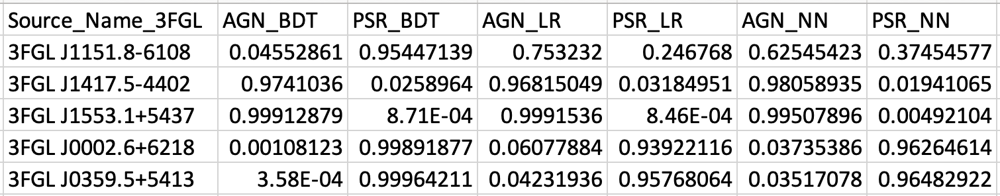 Source_Name_3FGL AGN_BDT PSR_BDT AGN_LR PSR_LR AGN_NN PSR_NN
3FGL J1151.8-6108 0.04552861 0.95447139 0.753232 0.246768 0.62545423 0.37454577
3FGL J1417.5-4402 0.9741036 0.0258964 0.96815049 0.03184951 0.98058935 0.01941065
3FGL J1553.1+5437 0.99912879 8.71E-04 0.9991536 8.46E-04 0.99507896 0.00492104
3FGL J0002.6+6218 0.00108123 0.99891877 0.06077884 0.93922116 0.03735386 0.96264614
3FGL J0359.5+5413 3.58E-04 0.99964211 0.04231936 0.95768064 0.03517078 0.96482922